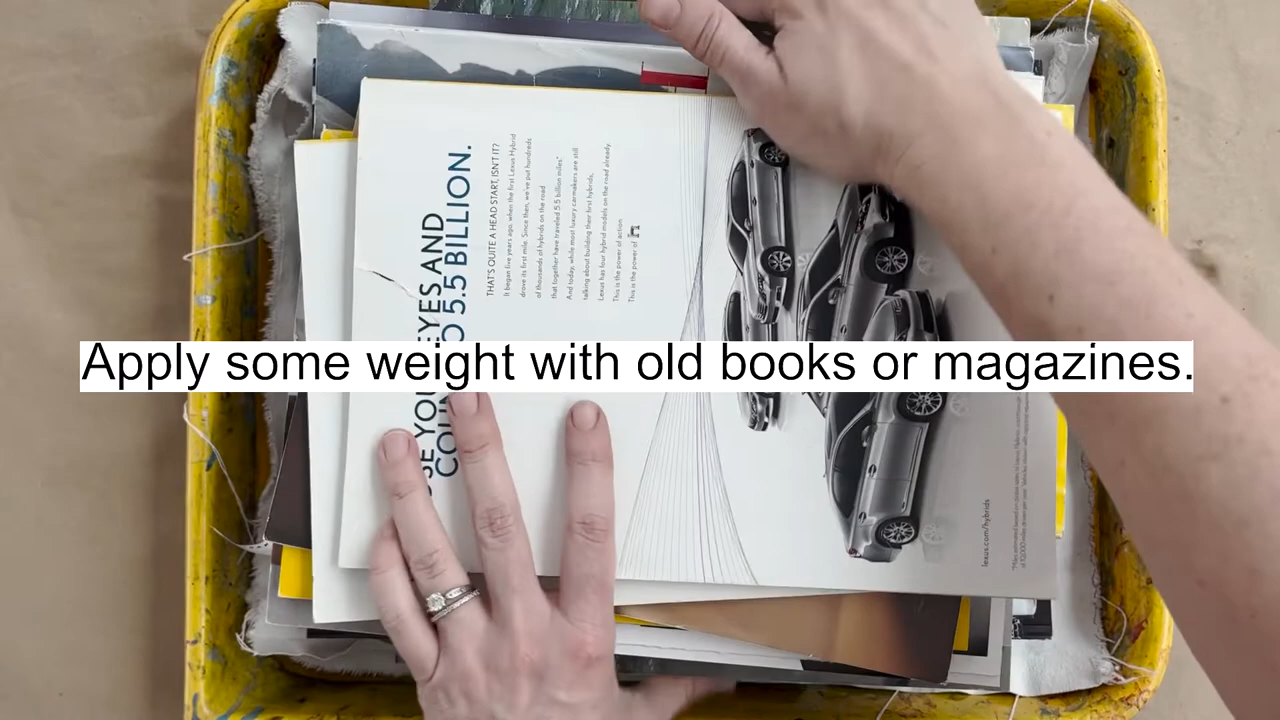 Apply some weight with old books or magazines.
EYES AND
5.5 BILLION.
THAT'S QUITE A HEAD START, ISN'T IT?
It began five years ago, when the first Lexus Hybrid
drove its first mile. Since then, we've put hundreds
of thousands of hybrids on the road
that together have traveled 5.5 billion miles.*
And today, while most luxury carmakers are still
talking about building their first hybrids,
Lexus has four hybrid models on the road already.
This is the power of action.
This is the power of
lexus.com/hybrids